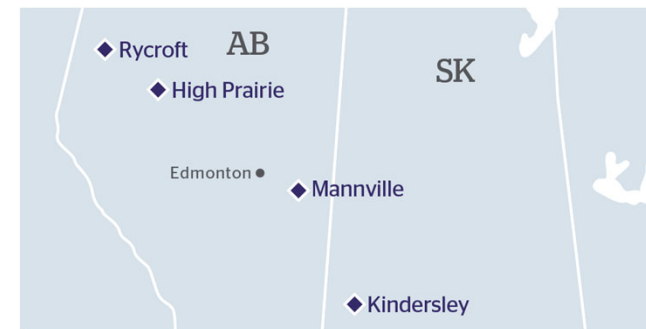 AB
Rycroft
SK
High Prairie
Edmonton
Mannville
Kindersley